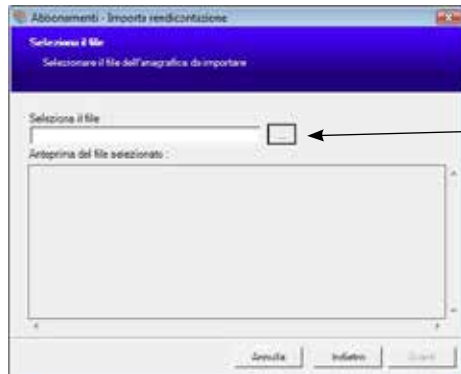 Abbonamenti - Importa rendicontazione
Seleziona il file
Selezionare il file dell'anagrafica da importare
Seleziona il file
...
Anteprima del file selezionato :
Annulla Indietro Avanti